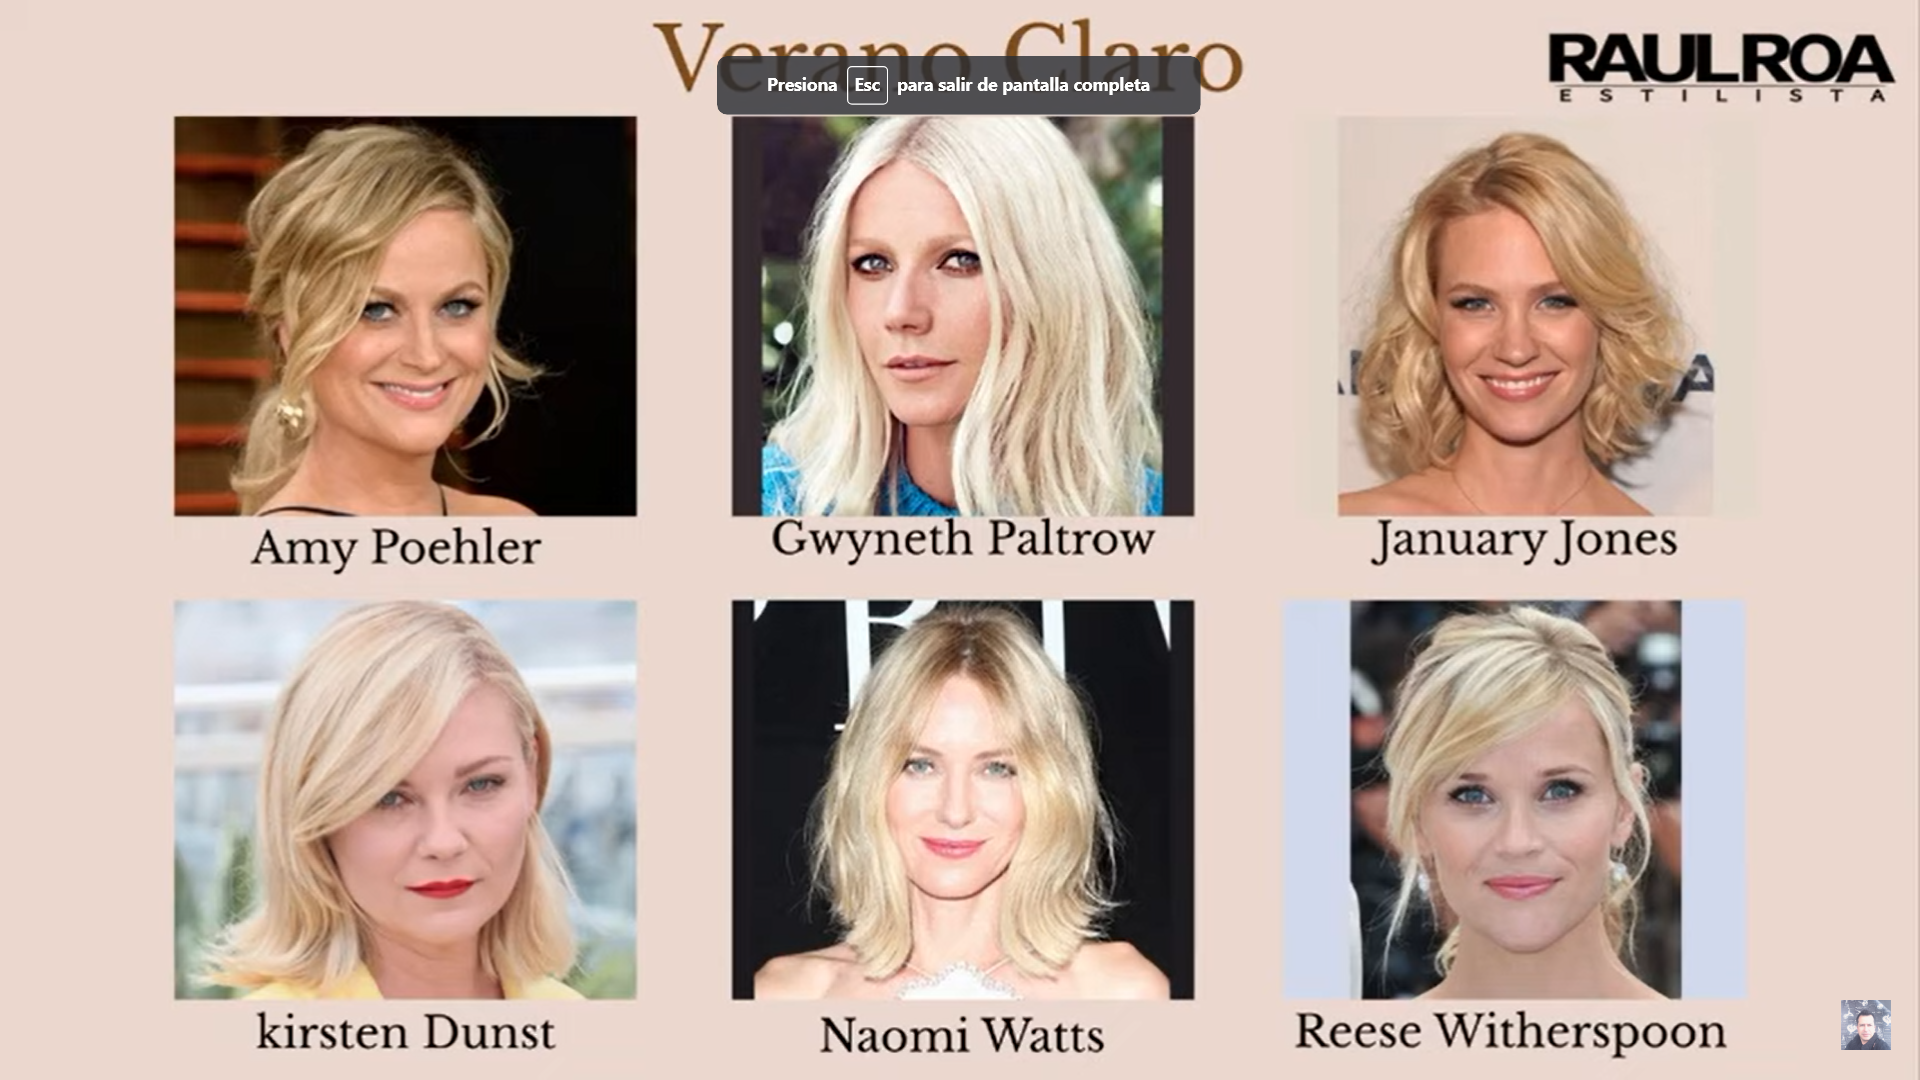 Verano Claro
RAUL ROA
ESTILISTA
Presiona Esc para salir de pantalla completa
Amy Poehler
Gwyneth Paltrow
January Jones
kirsten Dunst
Naomi Watts
Reese Witherspoon